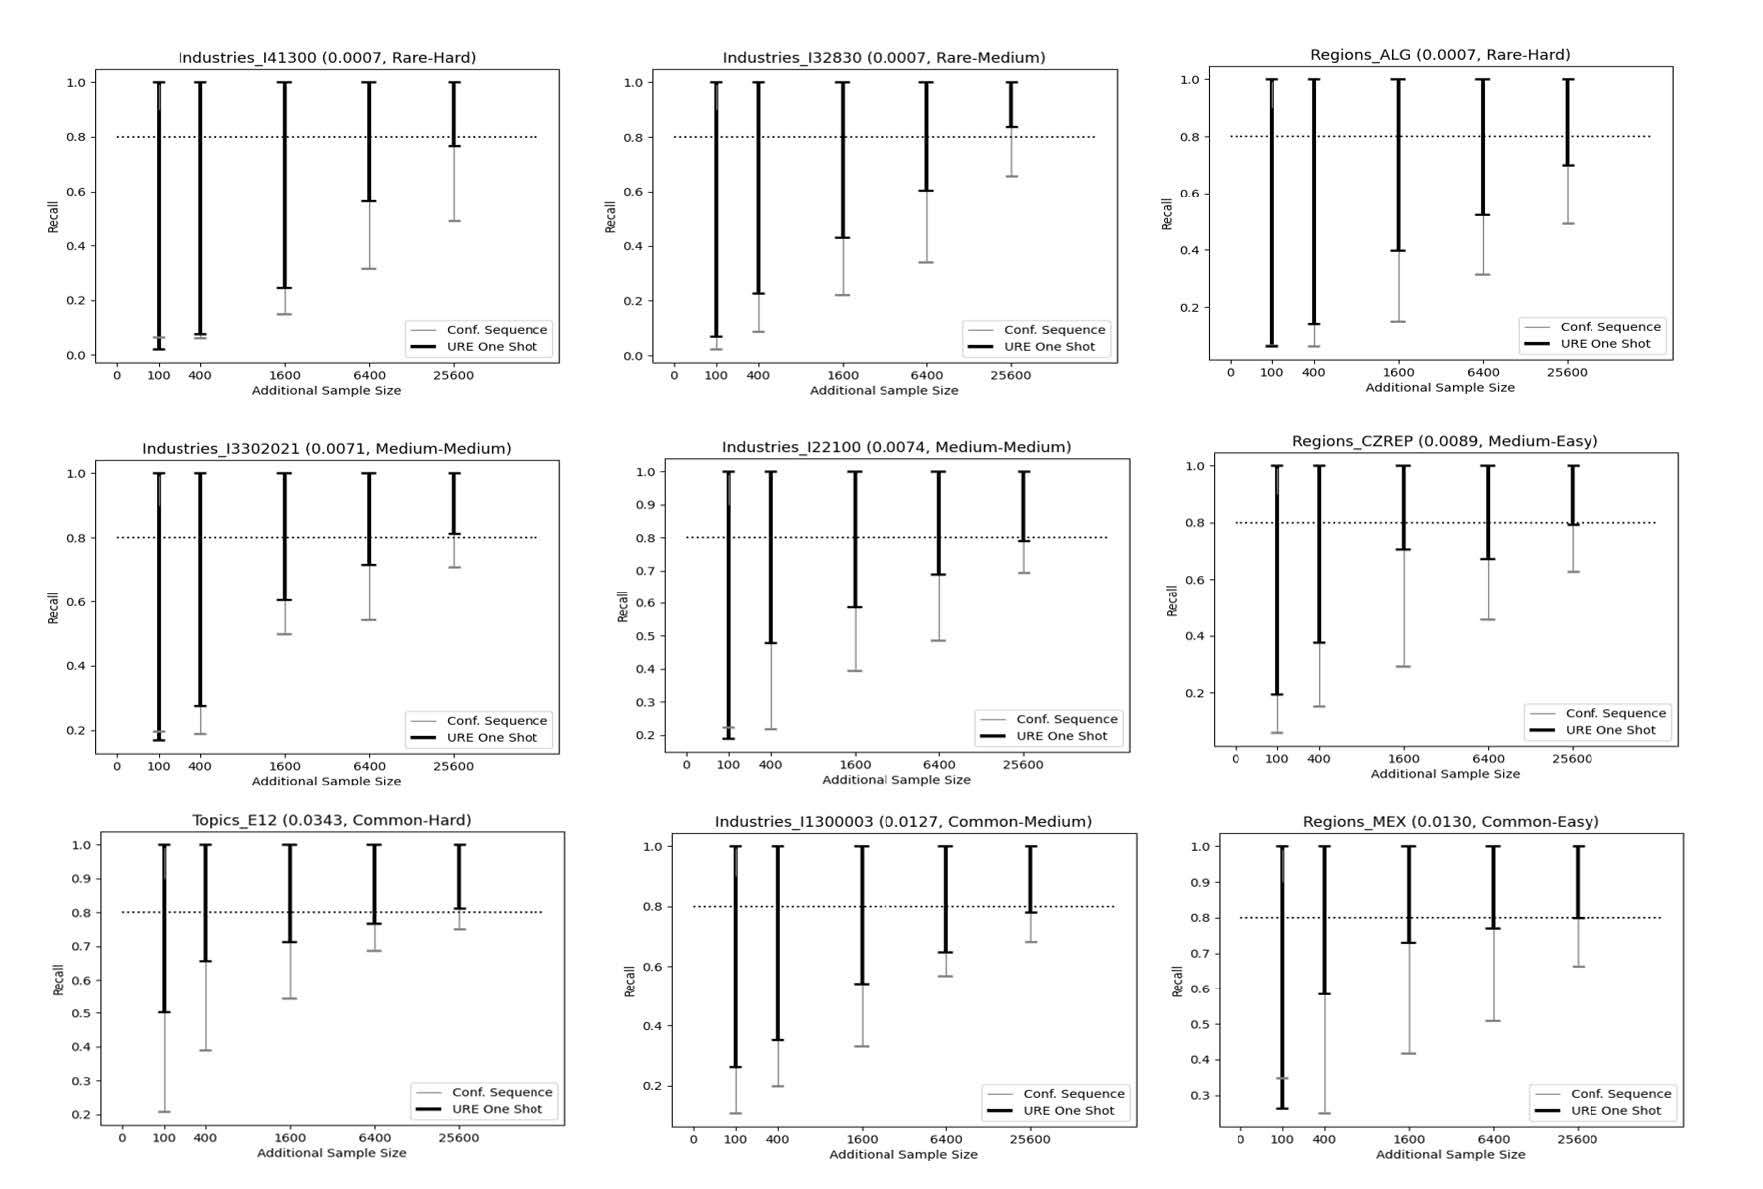 Industries_I41300 (0.0007, Rare-Hard)
1.0
0.8
0.6
0.4
0.2
0.0
Recall
Conf. Sequence
URE One Shot
0 100 400 1600 6400 25600
Additional Sample Size
Industries_I32830 (0.0007, Rare-Medium)
1.0
0.8
0.6
0.4
0.2
0.0
Recall
Conf. Sequence
URE One Shot
0 100 400 1600 6400 25600
Additional Sample Size
Regions_ALG (0.0007, Rare-Hard)
1.0
0.8
0.6
0.4
0.2
Recall
Conf. Sequence
URE One Shot
0 100 400 1600 6400 25600
Additional Sample Size
Industries_I3302021 (0.0071, Medium-Medium)
1.0
0.8
0.6
0.4
0.2
Recall
Conf. Sequence
URE One Shot
0 100 400 1600 6400 25600
Additional Sample Size
Industries_I22100 (0.0074, Medium-Medium)
1.0
0.9
0.8
0.7
0.6
0.5
0.4
0.3
0.2
Recall
Conf. Sequence
URE One Shot
0 100 400 1600 6400 25600
Additional Sample Size
Regions_CZREP (0.0089, Medium-Easy)
1.0
0.8
0.6
0.4
0.2
Recall
Conf. Sequence
URE One Shot
0 100 400 1600 6400 25600
Additional Sample Size
Topics_E12 (0.0343, Common-Hard)
1.0
0.9
0.8
0.7
0.6
0.5
0.4
0.3
0.2
Recall
Conf. Sequence
URE One Shot
0 100 400 1600 6400 25600
Additional Sample Size
Industries_I1300003 (0.0127, Common-Medium)
1.0
0.8
0.6
0.4
0.2
Recall
Conf. Sequence
URE One Shot
0 100 400 1600 6400 25600
Additional Sample Size
Regions_MEX (0.0130, Common-Easy)
1.0
0.9
0.8
0.7
0.6
0.5
0.4
0.3
Recall
Conf. Sequence
URE One Shot
0 100 400 1600 6400 25600
Additional Sample Size